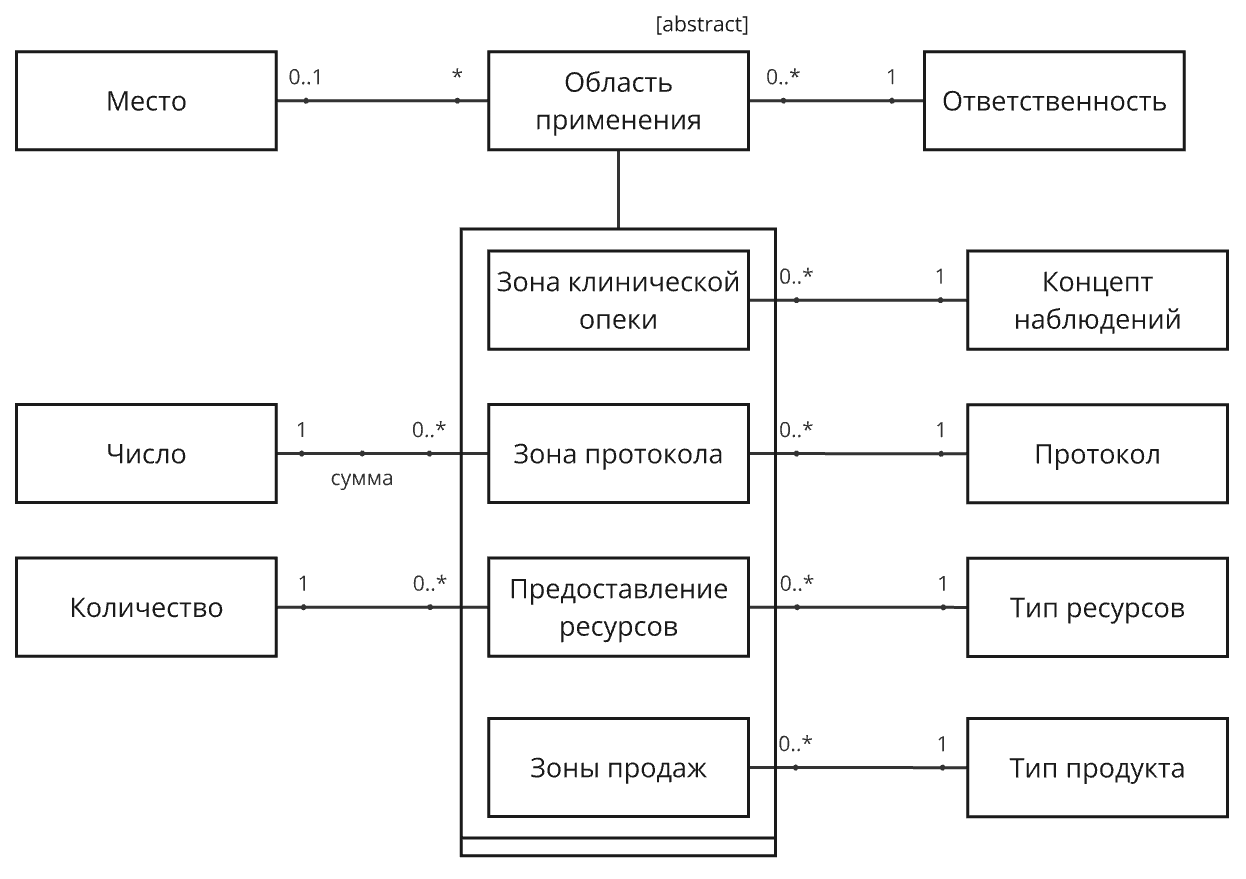 [abstract]
Место
0..1
*
Область
применения
0..*
1
Ответственность
Зона клинической
опеки
0..*
1
Концепт
наблюдений
Число
1
сумма
0..*
Зона протокола
0..*
1
Протокол
Количество
1
0..*
Предоставление
ресурсов
0..*
1
Тип ресурсов
Зоны продаж
0..*
1
Тип продукта